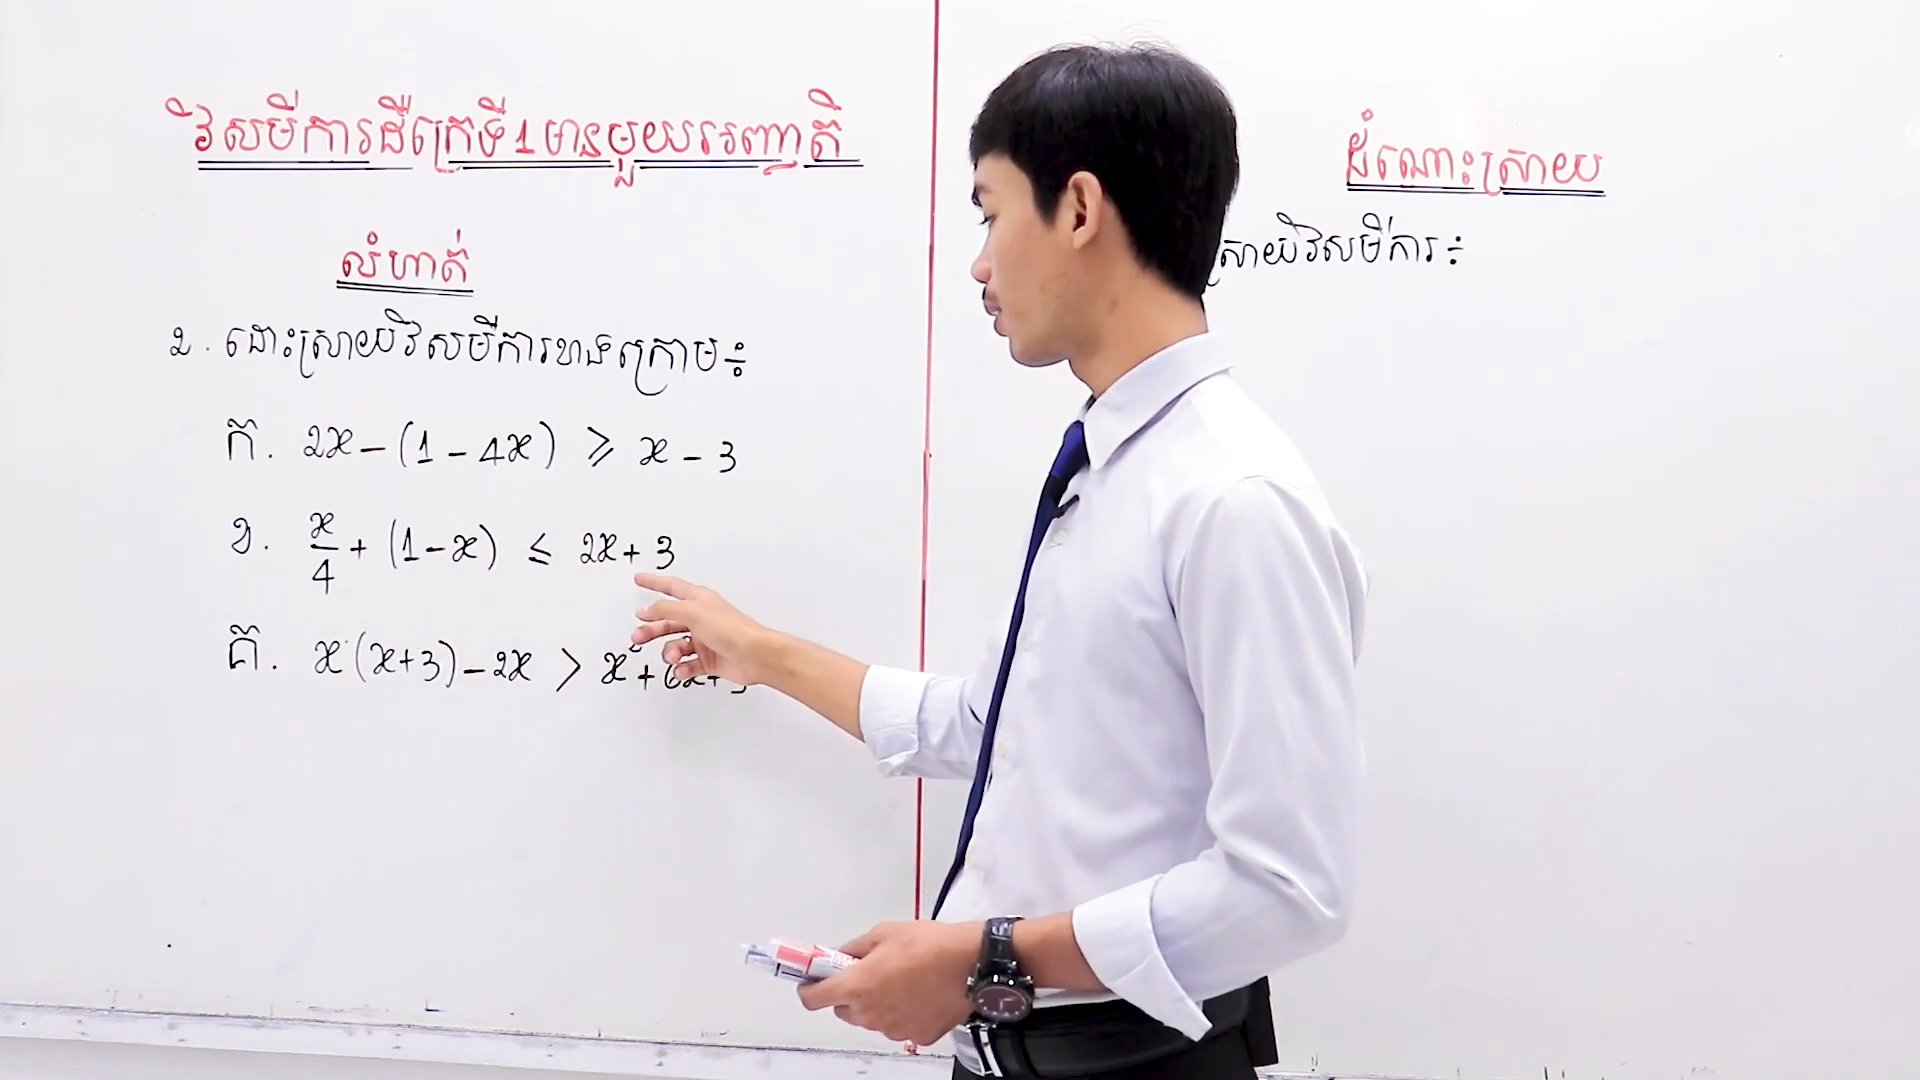 វិសមីការដឺក្រេទី1មានមួយអញ្ញាតិ
លំហាត់
២. ដោះស្រាយវិសមីការខាងក្រោម÷
ក. 2x-(1-4x) ≥ x-3
ខ. x/4 + (1-x) ≤ 2x+3
គ. x(x+3)-2x > x²+6x+
ដំណោះស្រាយ
ស្រាយវិសមីការ÷